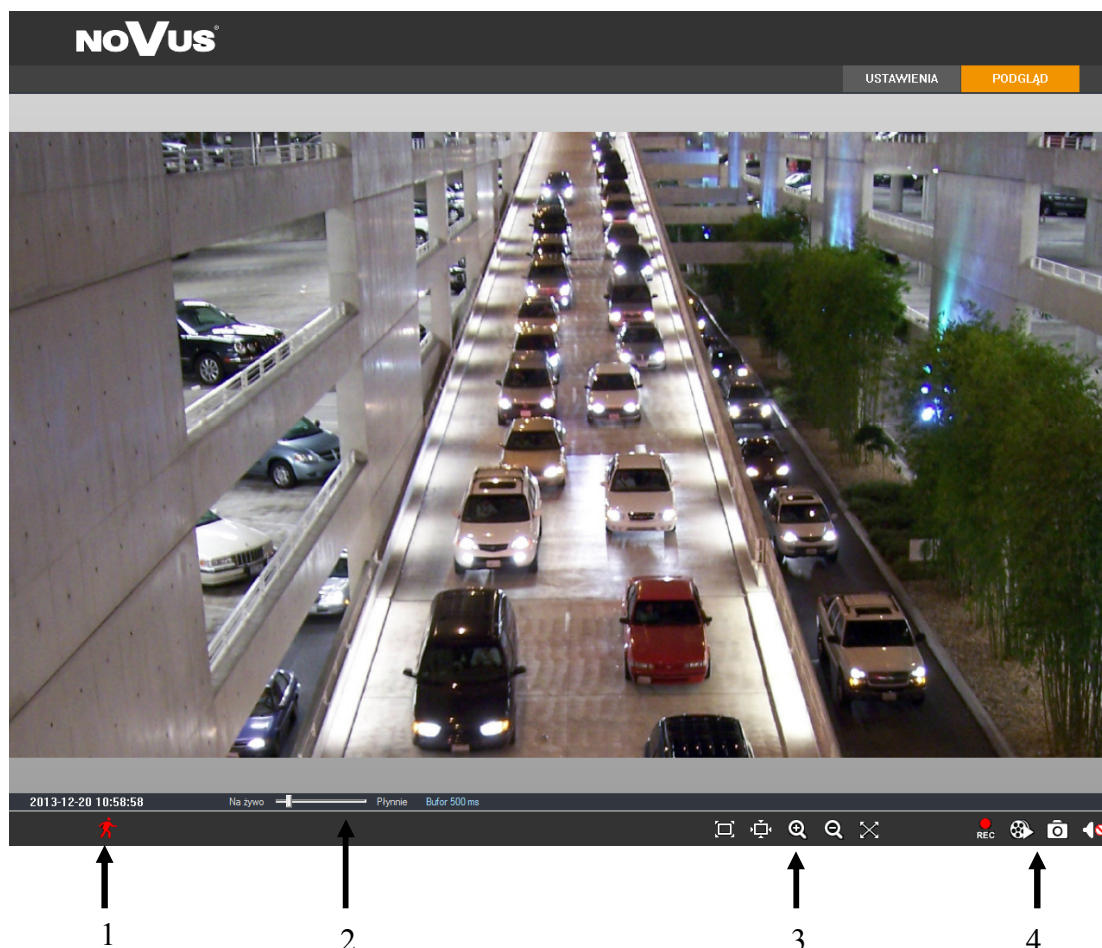 NOVUS®
USTAWIENIA PODGLĄD
2013-12-20 10:58:58 Na żywo Płynnie Bufor 500 ms
REC
1 2 3 4